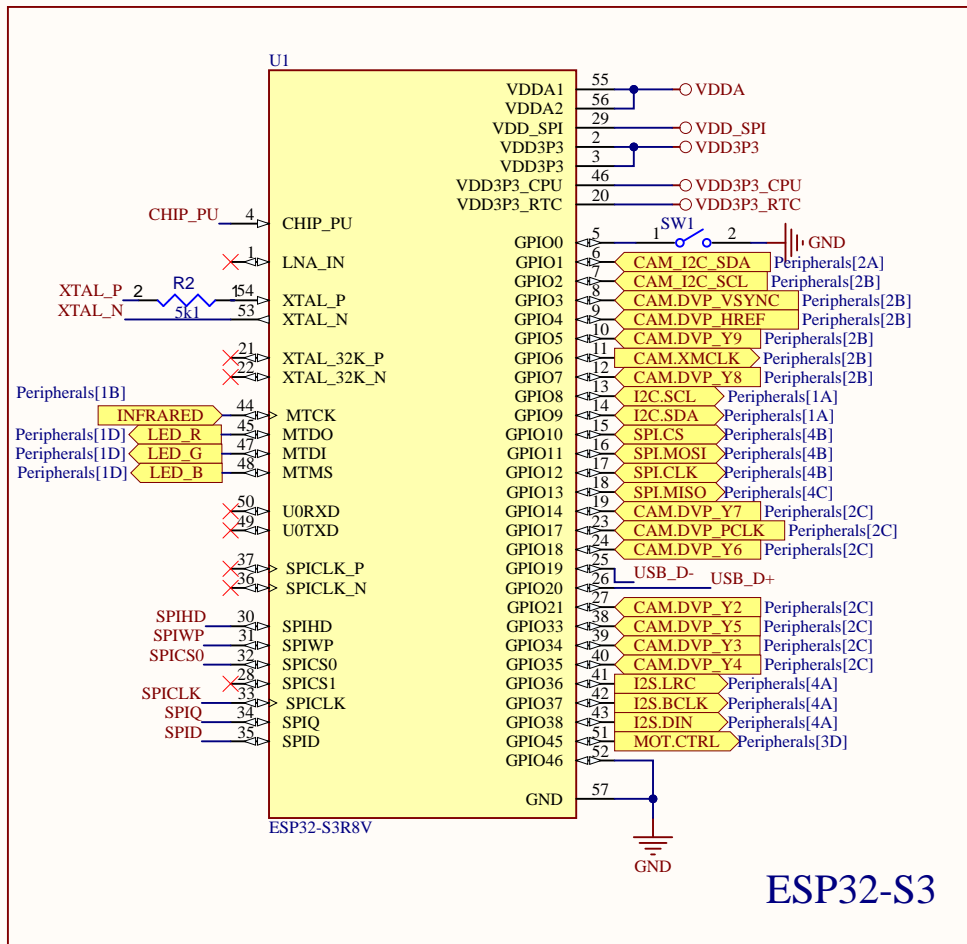 U1
VDDA1 55 VDDA
VDDA2 56
VDD_SPI 29 VDD_SPI
VDD3P3 2 VDD3P3
VDD3P3 3
VDD3P3_CPU 46 VDD3P3_CPU
VDD3P3_RTC 20 VDD3P3_RTC
CHIP_PU 4 CHIP_PU
SW1
GPIO0 5 1 2 GND
1 LNA_IN GPIO1 6 CAM_I2C_SDA Peripherals[2A]
GPIO2 7 CAM_I2C_SCL Peripherals[2B]
R2
XTAL_P 2 1 54 XTAL_P GPIO3 8 CAM.DVP_VSYNC Peripherals[2B]
5k1
XTAL_N 53 XTAL_N GPIO4 9 CAM.DVP_HREF Peripherals[2B]
GPIO5 10 CAM.DVP_Y9 Peripherals[2B]
21 XTAL_32K_P GPIO6 11 CAM.XMCLK Peripherals[2B]
22 XTAL_32K_N GPIO7 12 CAM.DVP_Y8 Peripherals[2B]
Peripherals[1B] GPIO8 13 I2C.SCL Peripherals[1A]
INFRARED 44 MTCK GPIO9 14 I2C.SDA Peripherals[1A]
Peripherals[1D] LED_R 45 MTDO GPIO10 15 SPI.CS Peripherals[4B]
Peripherals[1D] LED_G 47 MTDI GPIO11 16 SPI.MOSI Peripherals[4B]
Peripherals[1D] LED_B 48 MTMS GPIO12 17 SPI.CLK Peripherals[4B]
GPIO13 18 SPI.MISO Peripherals[4C]
50 U0RXD GPIO14 19 CAM.DVP_Y7 Peripherals[2C]
49 U0TXD GPIO17 23 CAM.DVP_PCLK Peripherals[2C]
GPIO18 24 CAM.DVP_Y6 Peripherals[2C]
37 SPICLK_P GPIO19 25 USB_D-
36 SPICLK_N GPIO20 26 USB_D+
GPIO21 27 CAM.DVP_Y2 Peripherals[2C]
SPIHD 30 SPIHD GPIO33 38 CAM.DVP_Y5 Peripherals[2C]
SPIWP 31 SPIWP GPIO34 39 CAM.DVP_Y3 Peripherals[2C]
SPICS0 32 SPICS0 GPIO35 40 CAM.DVP_Y4 Peripherals[2C]
28 SPICS1 GPIO36 41 I2S.LRC Peripherals[4A]
SPICLK 33 SPICLK GPIO37 42 I2S.BCLK Peripherals[4A]
SPIQ 34 SPIQ GPIO38 43 I2S.DIN Peripherals[4A]
SPID 35 SPID GPIO45 51 MOT.CTRL Peripherals[3D]
GPIO46 52
GND 57
ESP32-S3R8V
GND
ESP32-S3